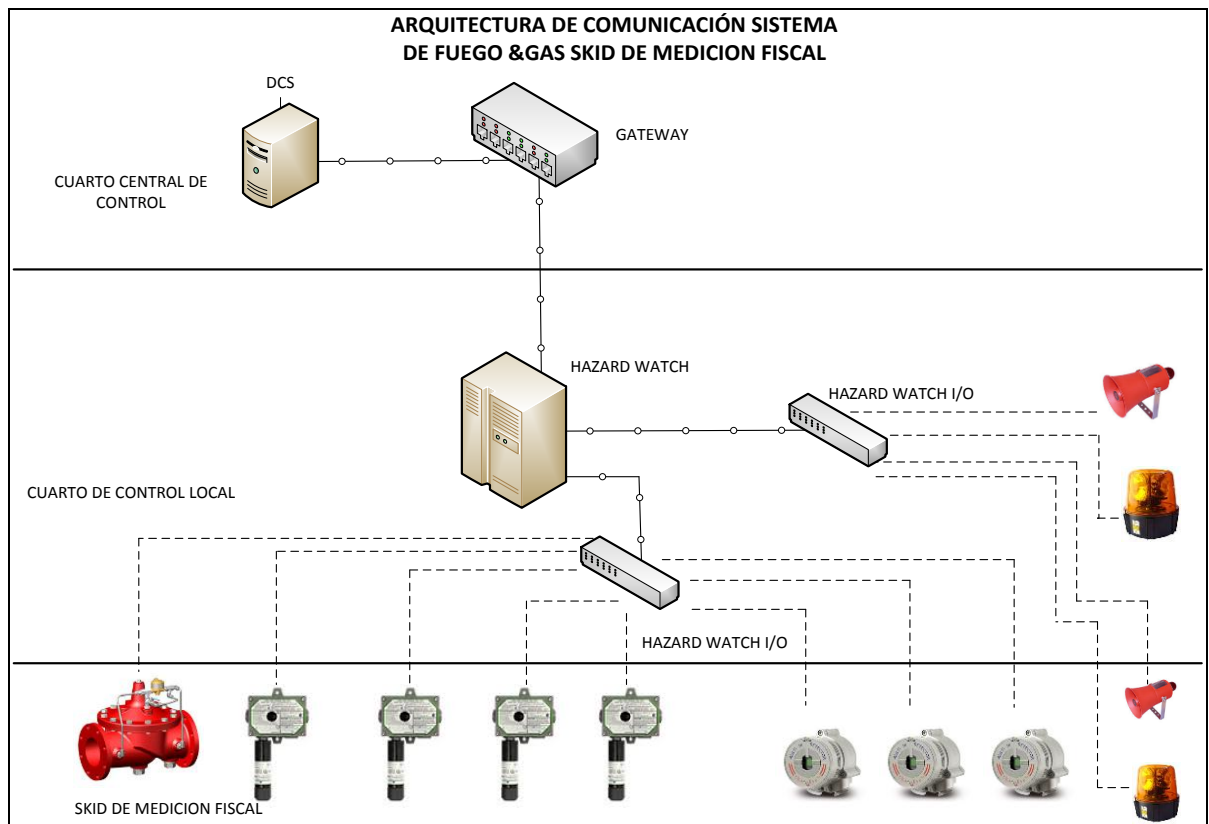 ARQUITECTURA DE COMUNICACIÓN SISTEMA
DE FUEGO &GAS SKID DE MEDICION FISCAL
DCS
GATEWAY
CUARTO CENTRAL DE
CONTROL
HAZARD WATCH
HAZARD WATCH I/O
CUARTO DE CONTROL LOCAL
HAZARD WATCH I/O
SKID DE MEDICION FISCAL